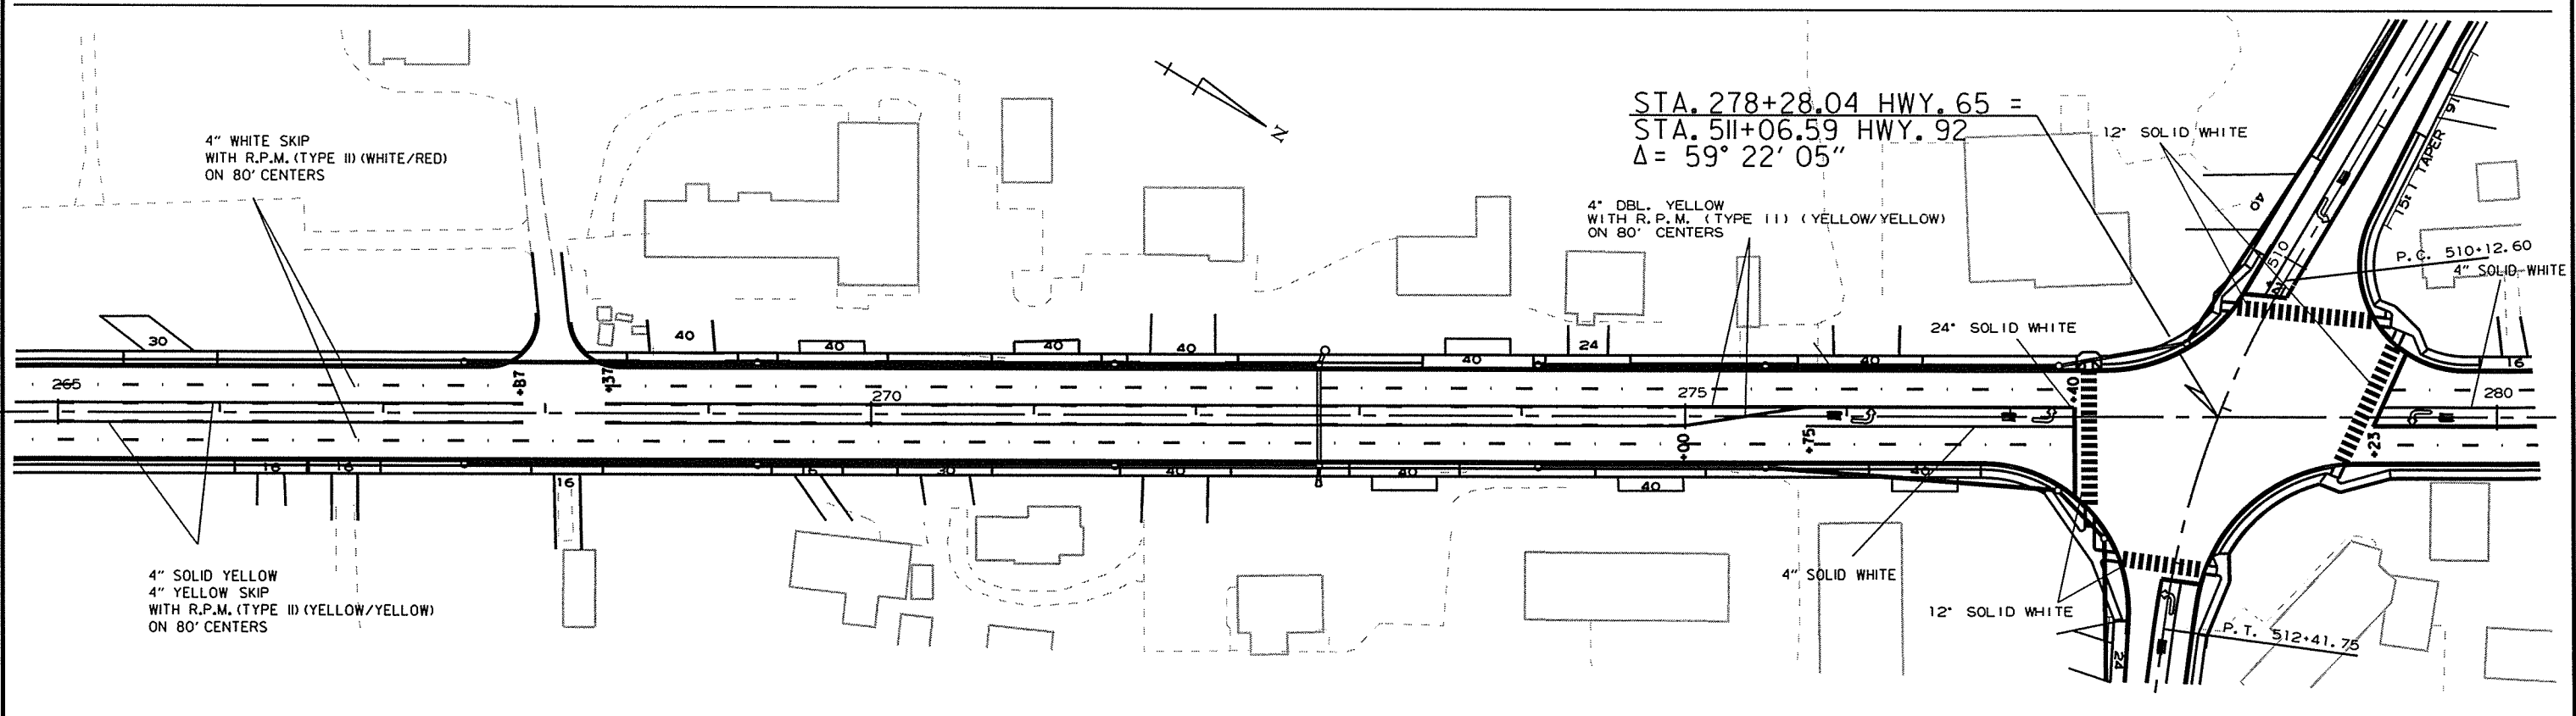 4" WHITE SKIP
WITH R.P.M. (TYPE II) (WHITE/RED)
ON 80' CENTERS
N
STA. 278+28.04 HWY. 65 =
STA. 511+06.59 HWY. 92
Δ = 59° 22' 05"
12" SOLID WHITE
16
15:1 TAPER
4" DBL. YELLOW
WITH R.P.M. (TYPE II) (YELLOW/YELLOW)
ON 80' CENTERS
40
510
P.C. 510+12.60
4" SOLID WHITE
24" SOLID WHITE
30
40
40
40
40
40
24
40
16
265
+87
+37
270
275
+40
280
+00
+75
+23
16
16
16
30
40
40
40
40
40
4" SOLID YELLOW
4" YELLOW SKIP
WITH R.P.M. (TYPE II) (YELLOW/YELLOW)
ON 80' CENTERS
4" SOLID WHITE
12" SOLID WHITE
P.T. 512+41.75
24